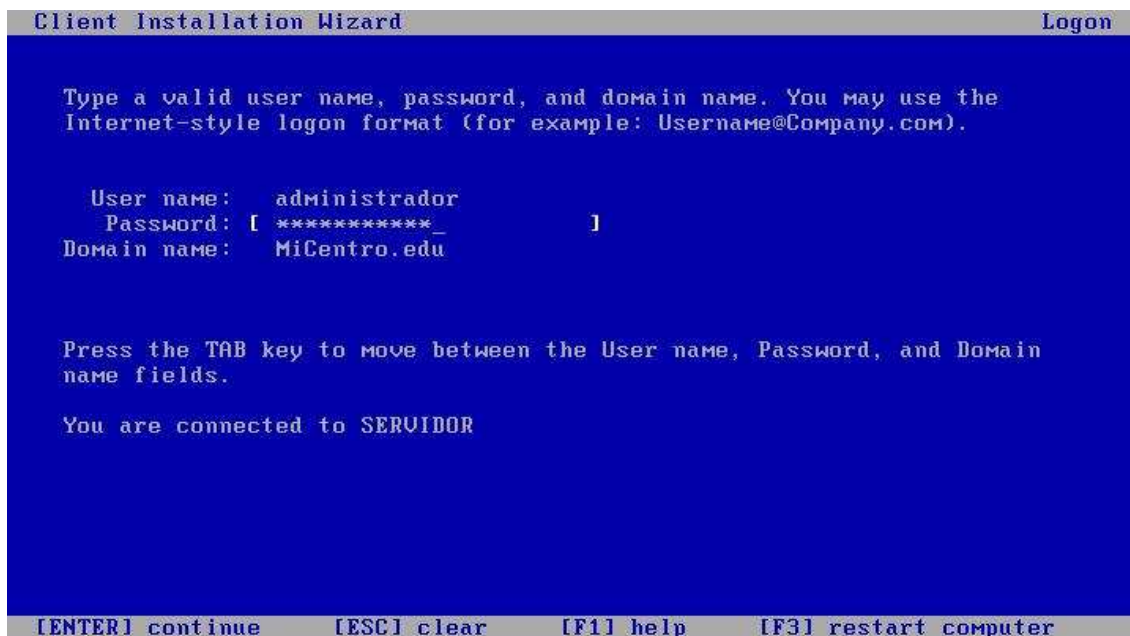 Client Installation Wizard Logon
Type a valid user name, password, and domain name. You may use the
Internet-style logon format (for example: Username@Company.com).
User name: administrador
Password: [ ***********_ ]
Domain name: MiCentro.edu
Press the TAB key to move between the User name, Password, and Domain
name fields.
You are connected to SERVIDOR
[ENTER] continue [ESC] clear [F1] help [F3] restart computer